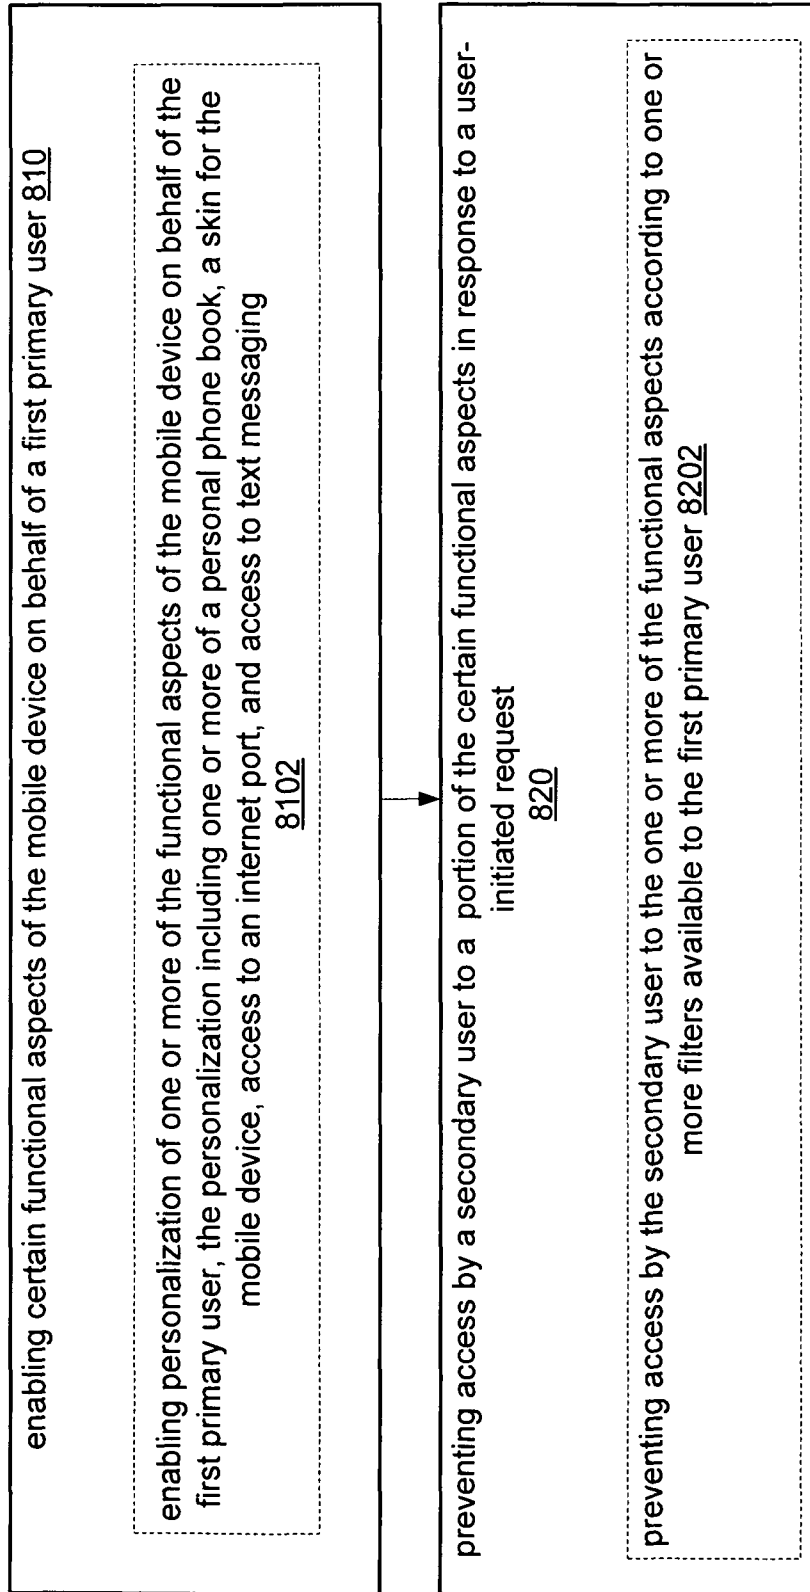 enabling certain functional aspects of the mobile device on behalf of a first primary user 810
enabling personalization of one or more of the functional aspects of the mobile device on behalf of the
first primary user, the personalization including one or more of a personal phone book, a skin for the
mobile device, access to an internet port, and access to text messaging
8102
preventing access by a secondary user to a portion of the certain functional aspects in response to a user-
initiated request
820
preventing access by the secondary user to the one or more of the functional aspects according to one or
more filters available to the first primary user 8202